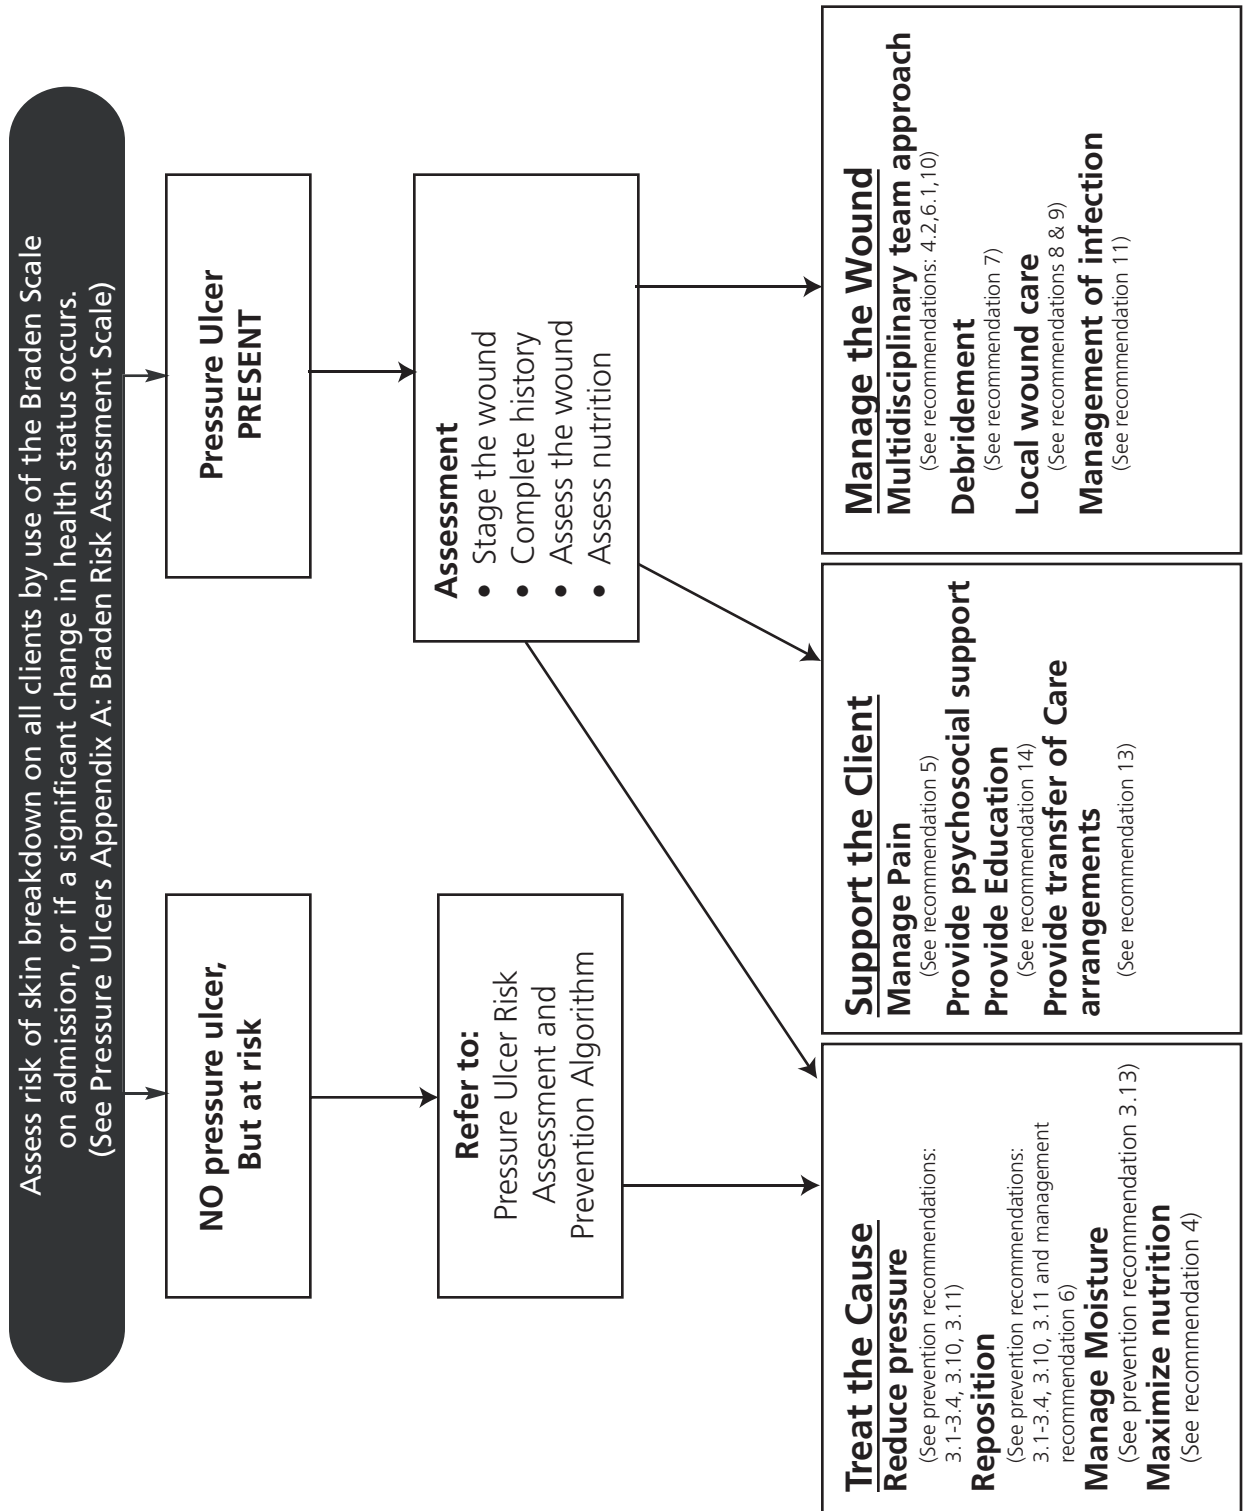 Assess risk of skin breakdown on all clients by use of the Braden Scale
on admission, or if a significant change in health status occurs.
(See Pressure Ulcers Appendix A: Braden Risk Assessment Scale)
NO pressure ulcer,
But at risk
Pressure Ulcer
PRESENT
Refer to:
Pressure Ulcer Risk
Assessment and
Prevention Algorithm
Assessment
• Stage the wound
• Complete history
• Assess the wound
• Assess nutrition
Treat the Cause
Reduce pressure
(See prevention recommendations:
3.1-3.4, 3.10, 3.11)
Reposition
(See prevention recommendations:
3.1-3.4, 3.10, 3.11 and management
recommendation 6)
Manage Moisture
(See prevention recommendation 3.13)
Maximize nutrition
(See recommendation 4)
Support the Client
Manage Pain
(See recommendation 5)
Provide psychosocial support
Provide Education
(See recommendation 14)
Provide transfer of Care
arrangements
(See recommendation 13)
Manage the Wound
Multidisciplinary team approach
(See recommendations: 4.2,6.1,10)
Debridement
(See recommendation 7)
Local wound care
(See recommendations 8 & 9)
Management of infection
(See recommendation 11)